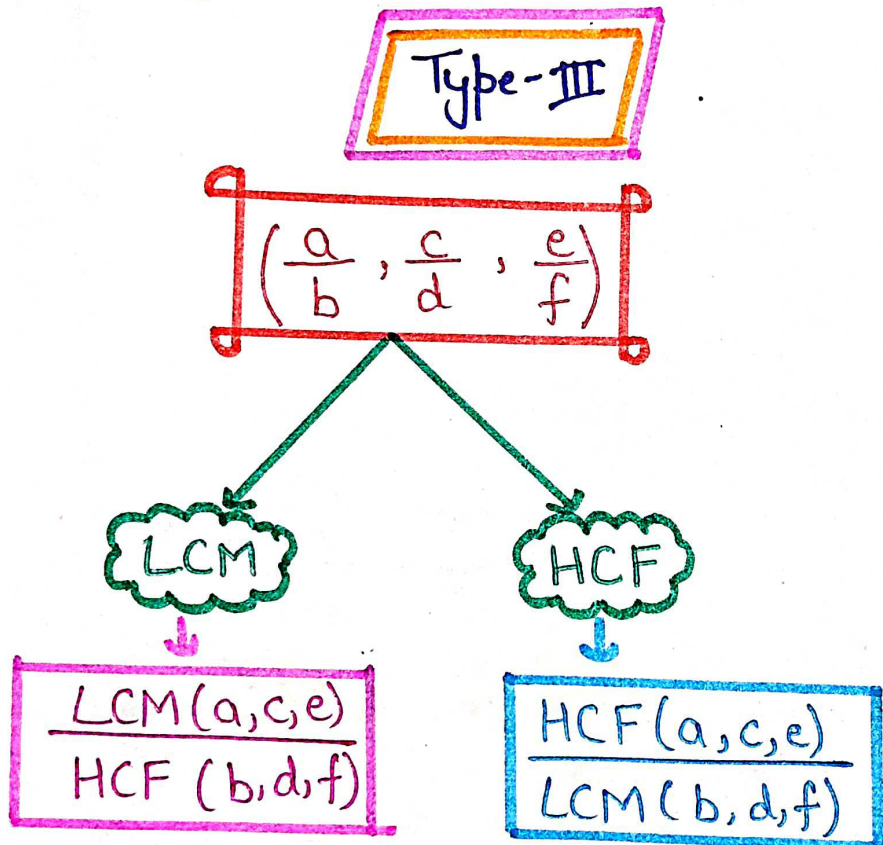 Type-III
(a/b, c/d, e/f)
LCM
HCF
LCM(a,c,e)
HCF (b,d,f)
HCF(a,c,e)
LCM(b,d,f)